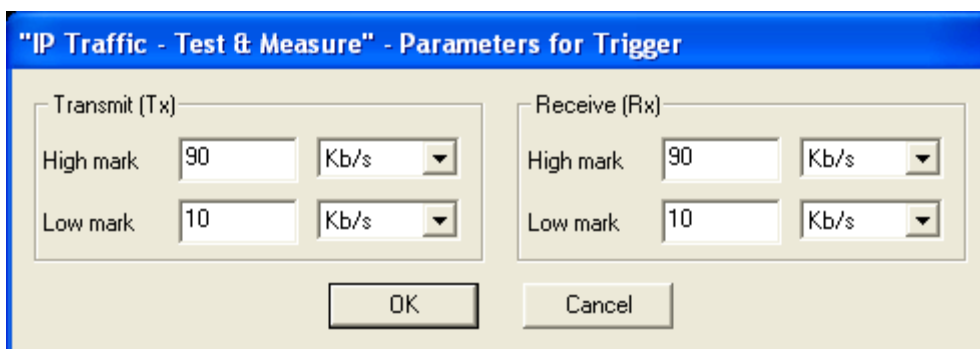 "IP Traffic - Test & Measure" - Parameters for Trigger
Transmit (Tx)
High mark 90 Kb/s
Low mark 10 Kb/s
Receive (Rx)
High mark 90 Kb/s
Low mark 10 Kb/s
OK Cancel